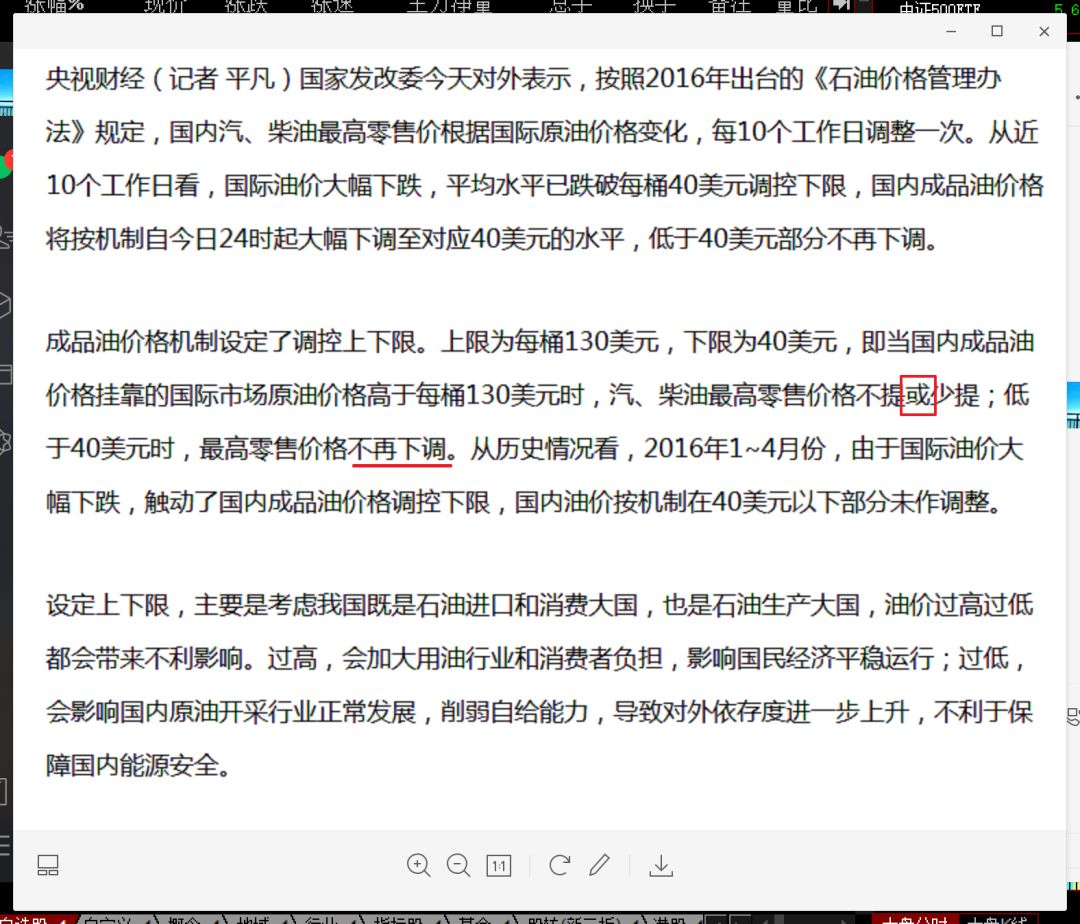 涨幅% 现价 涨跌 涨速 主力净量 总手 换手 备注 量比 中证500ETF 5.6
央视财经（记者 平凡）国家发改委今天对外表示，按照2016年出台的《石油价格管理办
法》规定，国内汽、柴油最高零售价根据国际原油价格变化，每10个工作日调整一次。从近
10个工作日看，国际油价大幅下跌，平均水平已跌破每桶40美元调控下限，国内成品油价格
将按机制自今日24时起大幅下调至对应40美元的水平，低于40美元部分不再下调。
成品油价格机制设定了调控上下限。上限为每桶130美元，下限为40美元，即当国内成品油
价格挂靠的国际市场原油价格高于每桶130美元时，汽、柴油最高零售价格不提或少提；低
于40美元时，最高零售价格不再下调。从历史情况看，2016年1~4月份，由于国际油价大
幅下跌，触动了国内成品油价格调控下限，国内油价按机制在40美元以下部分未作调整。
设定上下限，主要是考虑我国既是石油进口和消费大国，也是石油生产大国，油价过高过低
都会带来不利影响。过高，会加大用油行业和消费者负担，影响国民经济平稳运行；过低，
会影响国内原油开采行业正常发展，削弱自给能力，导致对外依存度进一步上升，不利于保
障国内能源安全。
1:1
自选股 自定义 概念 地域 行业 指标股 基金 股转(新三板) 港股 大盘分时 大盘K线